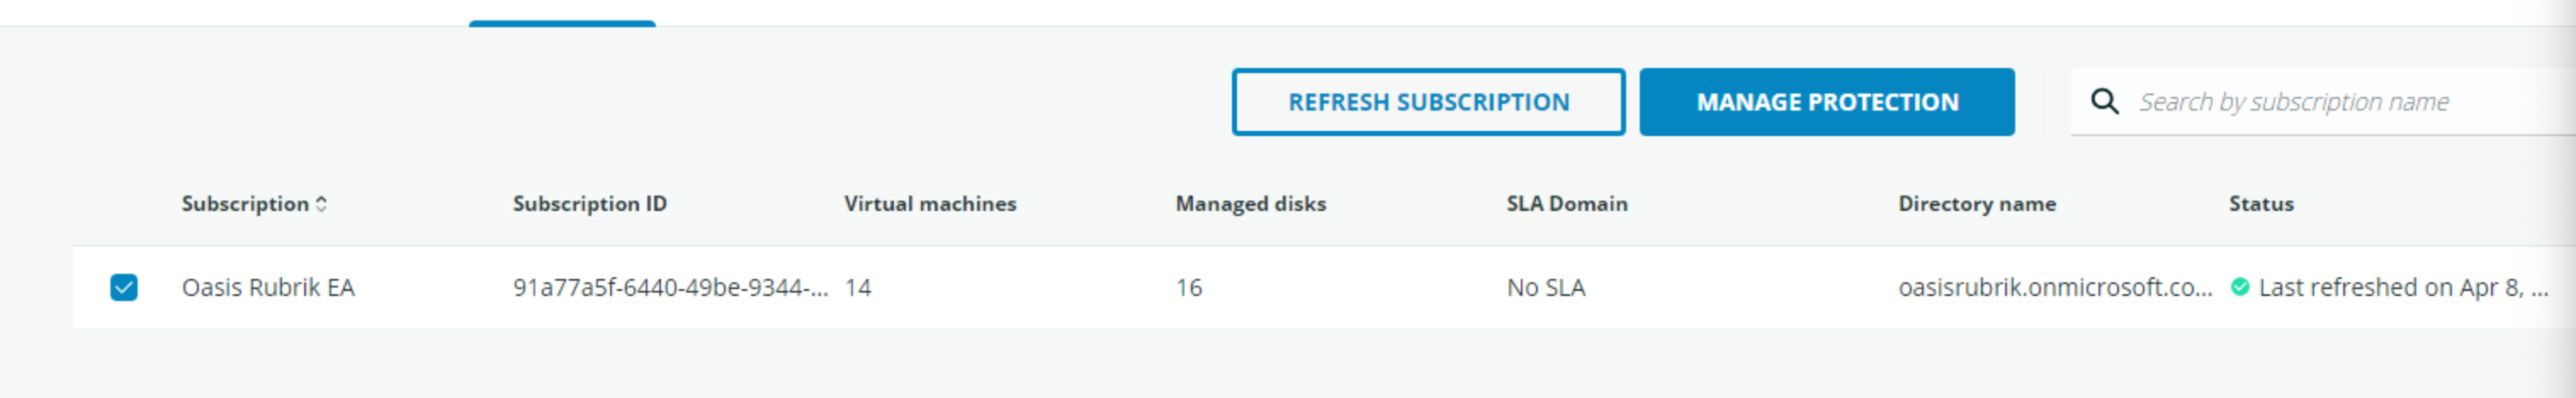 REFRESH SUBSCRIPTION MANAGE PROTECTION Search by subscription name
Subscription Subscription ID Virtual machines Managed disks SLA Domain Directory name Status
Oasis Rubrik EA 91a77a5f-6440-49be-9344-... 14 16 No SLA oasisrubrik.onmicrosoft.co... Last refreshed on Apr 8, ...